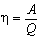 η = A/Q